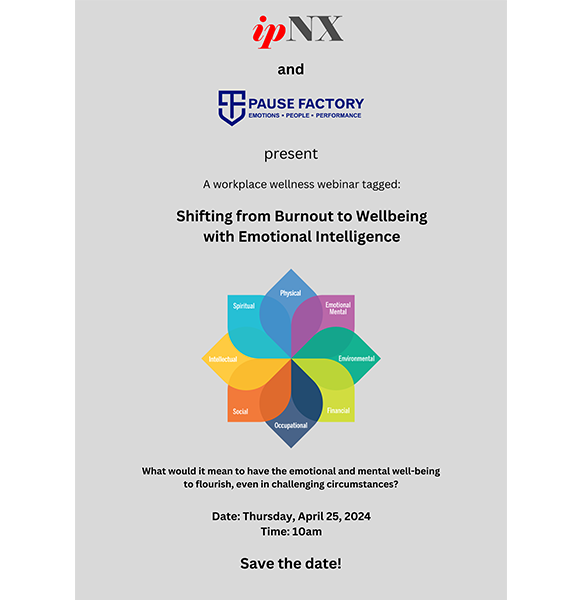 ipNX
and
PAUSE FACTORY
EMOTIONS • PEOPLE • PERFORMANCE
present
A workplace wellness webinar tagged:
Shifting from Burnout to Wellbeing
with Emotional Intelligence
Physical
Spiritual
Emotional
Mental
Intellectual
Environmental
Social
Financial
Occupational
What would it mean to have the emotional and mental well-being
to flourish, even in challenging circumstances?
Date: Thursday, April 25, 2024
Time: 10am
Save the date!